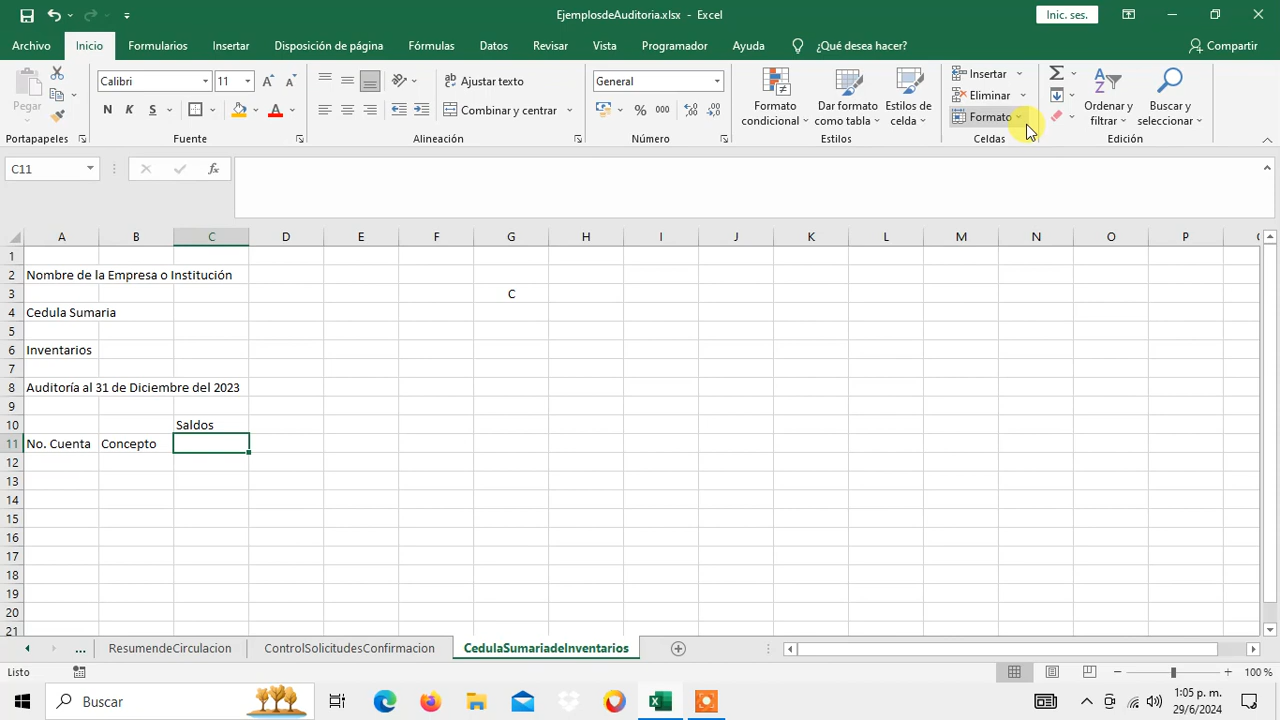 EjemplosdeAuditoria.xlsx - Excel
Inic. ses.
Archivo Inicio Formularios Insertar Disposición de página Fórmulas Datos Revisar Vista Programador Ayuda ¿Qué desea hacer? Compartir
Pegar
Calibri 11
N K S
A
Ajustar texto
Combinar y centrar
General
% 000
Formato condicional
Dar formato como tabla
Estilos de celda
Insertar
Eliminar
Formato
Ordenar y filtrar
Buscar y seleccionar
Portapapeles Fuente Alineación Número Estilos Celdas Edición
C11 fx
A B C D E F G H I J K L M N O P
1
2 Nombre de la Empresa o Institución
3 C
4 Cedula Sumaria
5
6 Inventarios
7
8 Auditoría al 31 de Diciembre del 2023
9
10 Saldos
11 No. Cuenta Concepto
12
13
14
15
16
17
18
19
20
21
... ResumendeCirculacion ControlSolicitudesConfirmacion CedulaSumariadeInventarios
Listo 100 %
Buscar
1:05 p. m.
29/6/2024